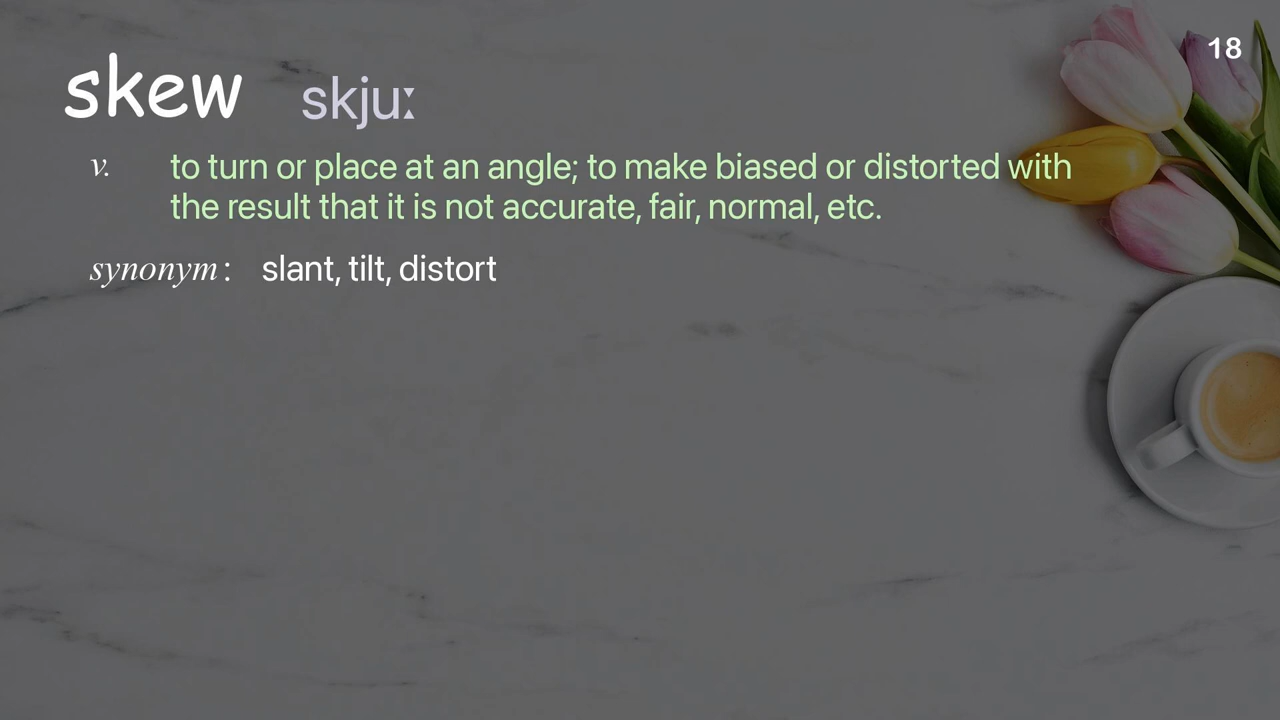 18
skew skjuː
v. to turn or place at an angle; to make biased or distorted with
the result that it is not accurate, fair, normal, etc.
synonym : slant, tilt, distort